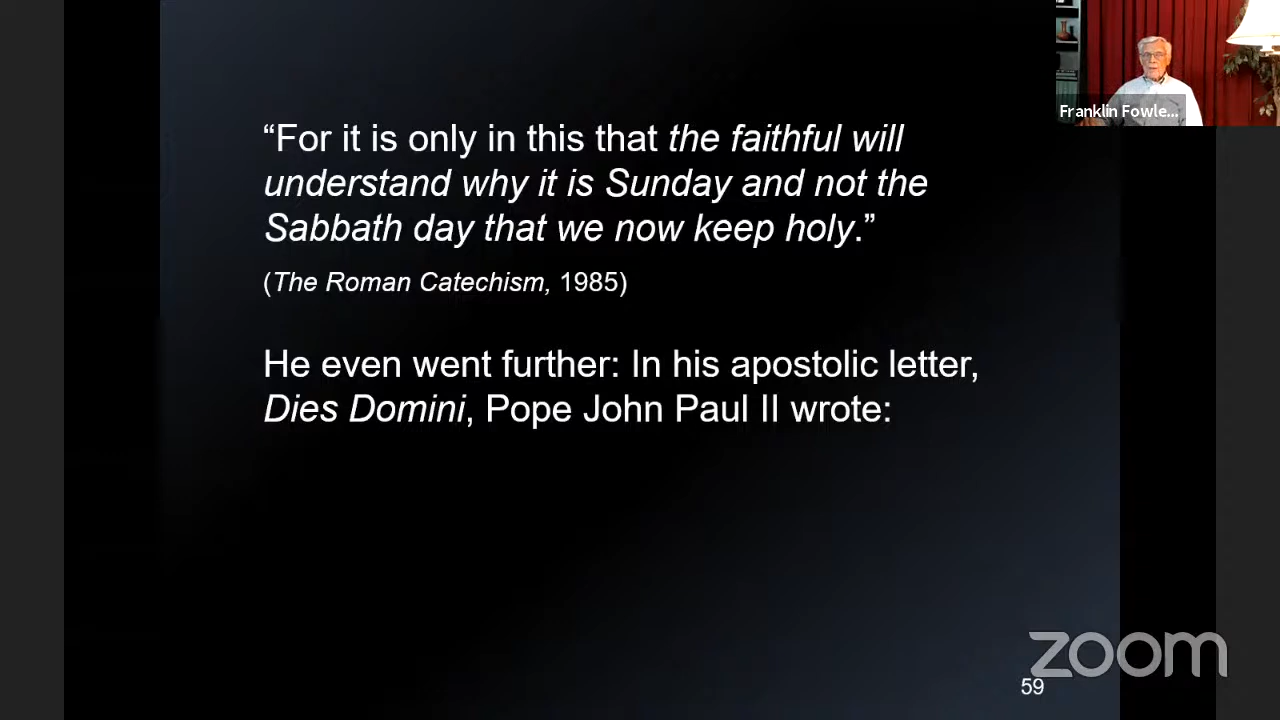 Franklin Fowle...
“For it is only in this that the faithful will
understand why it is Sunday and not the
Sabbath day that we now keep holy.”
(The Roman Catechism, 1985)
He even went further: In his apostolic letter,
Dies Domini, Pope John Paul II wrote:
zoom
59